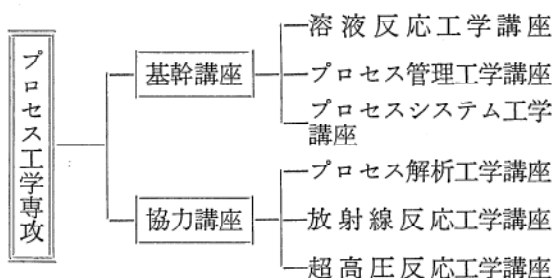 プロセス工学専攻
基幹講座
溶液反応工学講座
プロセス管理工学講座
プロセスシステム工学
講座
協力講座
プロセス解析工学講座
放射線反応工学講座
超高圧反応工学講座